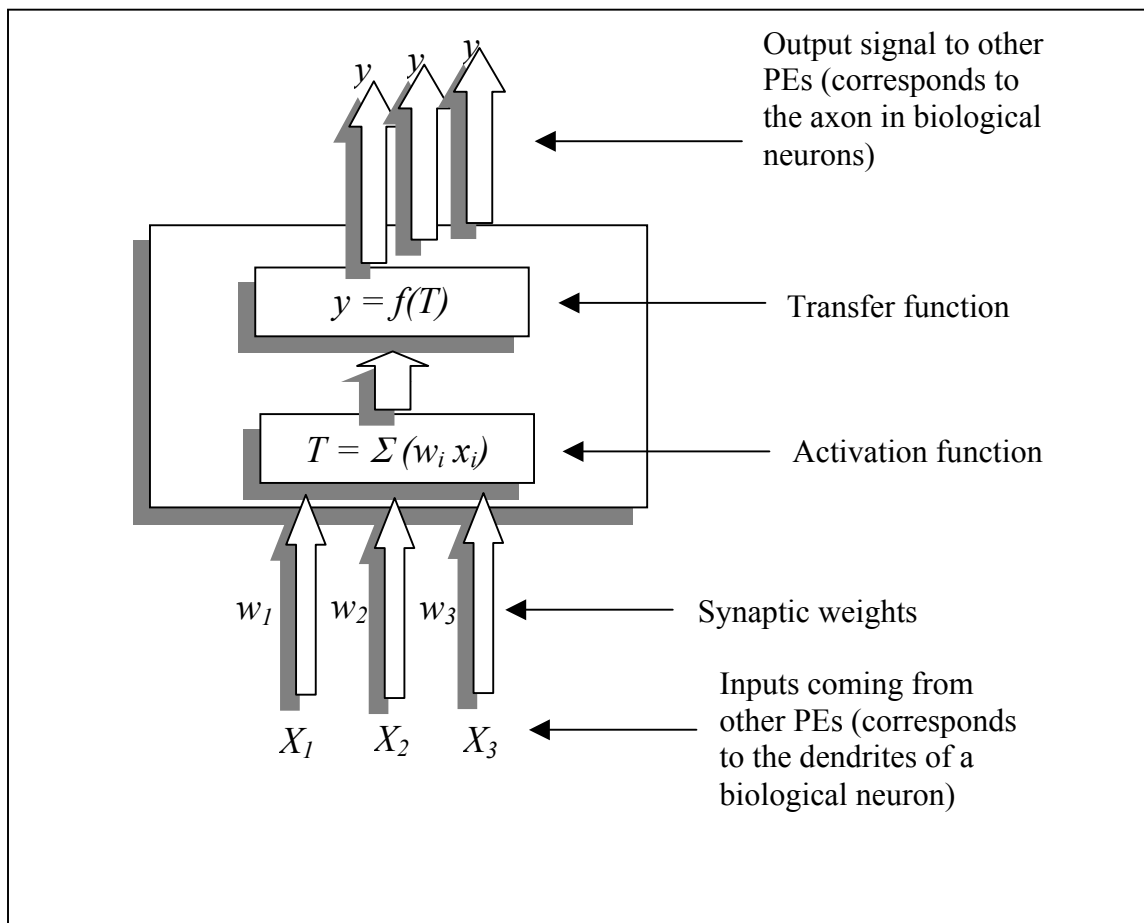 Output signal to other
PEs (corresponds to
the axon in biological
neurons)
y y y
y = f(T)
Transfer function
T = Σ (wᵢ xᵢ)
Activation function
w₁ w₂ w₃
Synaptic weights
X₁ X₂ X₃
Inputs coming from
other PEs (corresponds
to the dendrites of a
biological neuron)